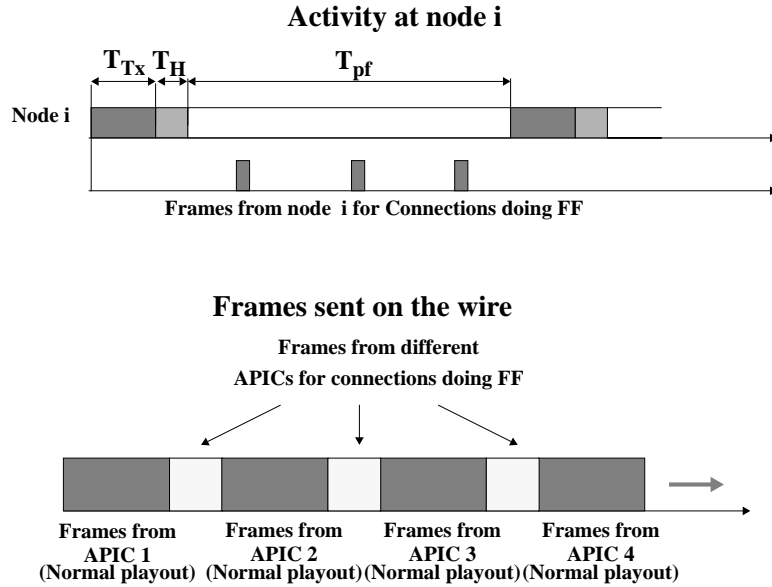 Activity at node i
T_Tx T_H T_pf
Node i
Frames from node i for Connections doing FF
Frames sent on the wire
Frames from different
APICs for connections doing FF
Frames from Frames from Frames from Frames from
APIC 1 APIC 2 APIC 3 APIC 4
(Normal playout) (Normal playout) (Normal playout) (Normal playout)